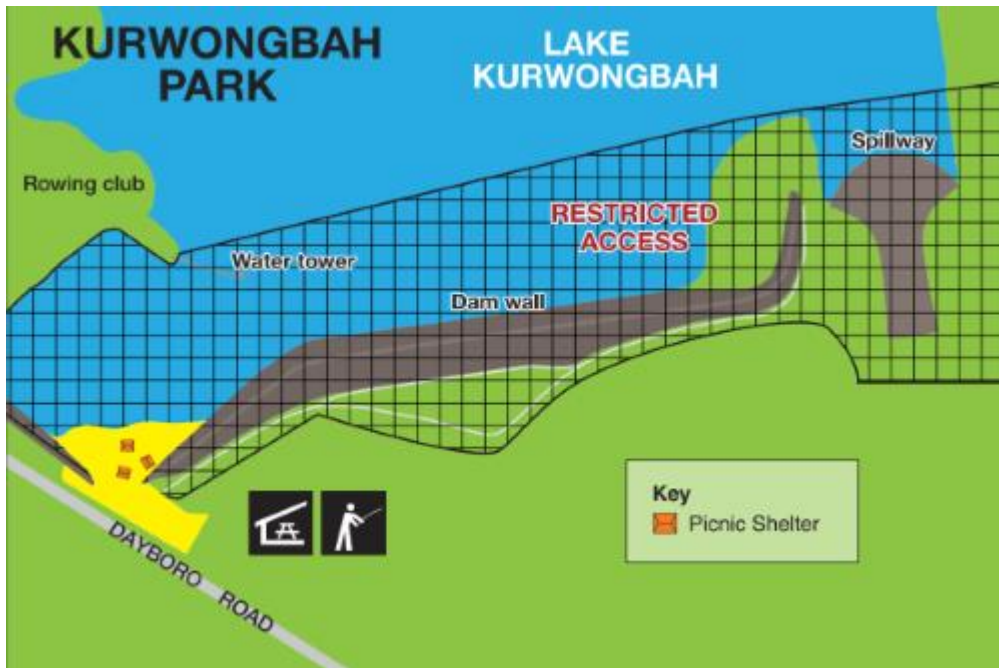 KURWONGBAH
PARK
LAKE
KURWONGBAH
Spillway
Rowing club
RESTRICTED
ACCESS
Water tower
Dam wall
Key
Picnic Shelter
DAYBORO ROAD